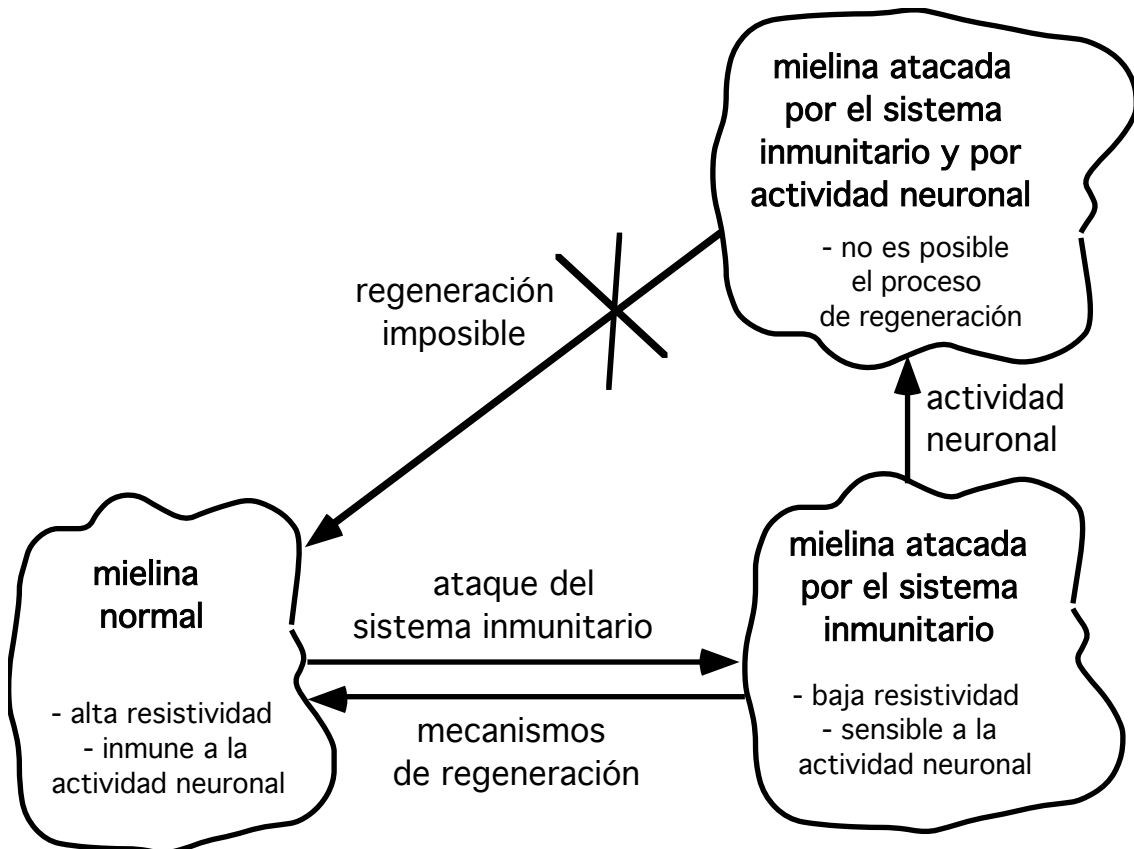 mielina atacada
por el sistema
inmunitario y por
actividad neuronal
- no es posible
el proceso
de regeneración
regeneración
imposible
actividad
neuronal
mielina
normal
- alta resistividad
- inmune a la
actividad neuronal
ataque del
sistema inmunitario
mecanismos
de regeneración
mielina atacada
por el sistema
inmunitario
- baja resistividad
- sensible a la
actividad neuronal